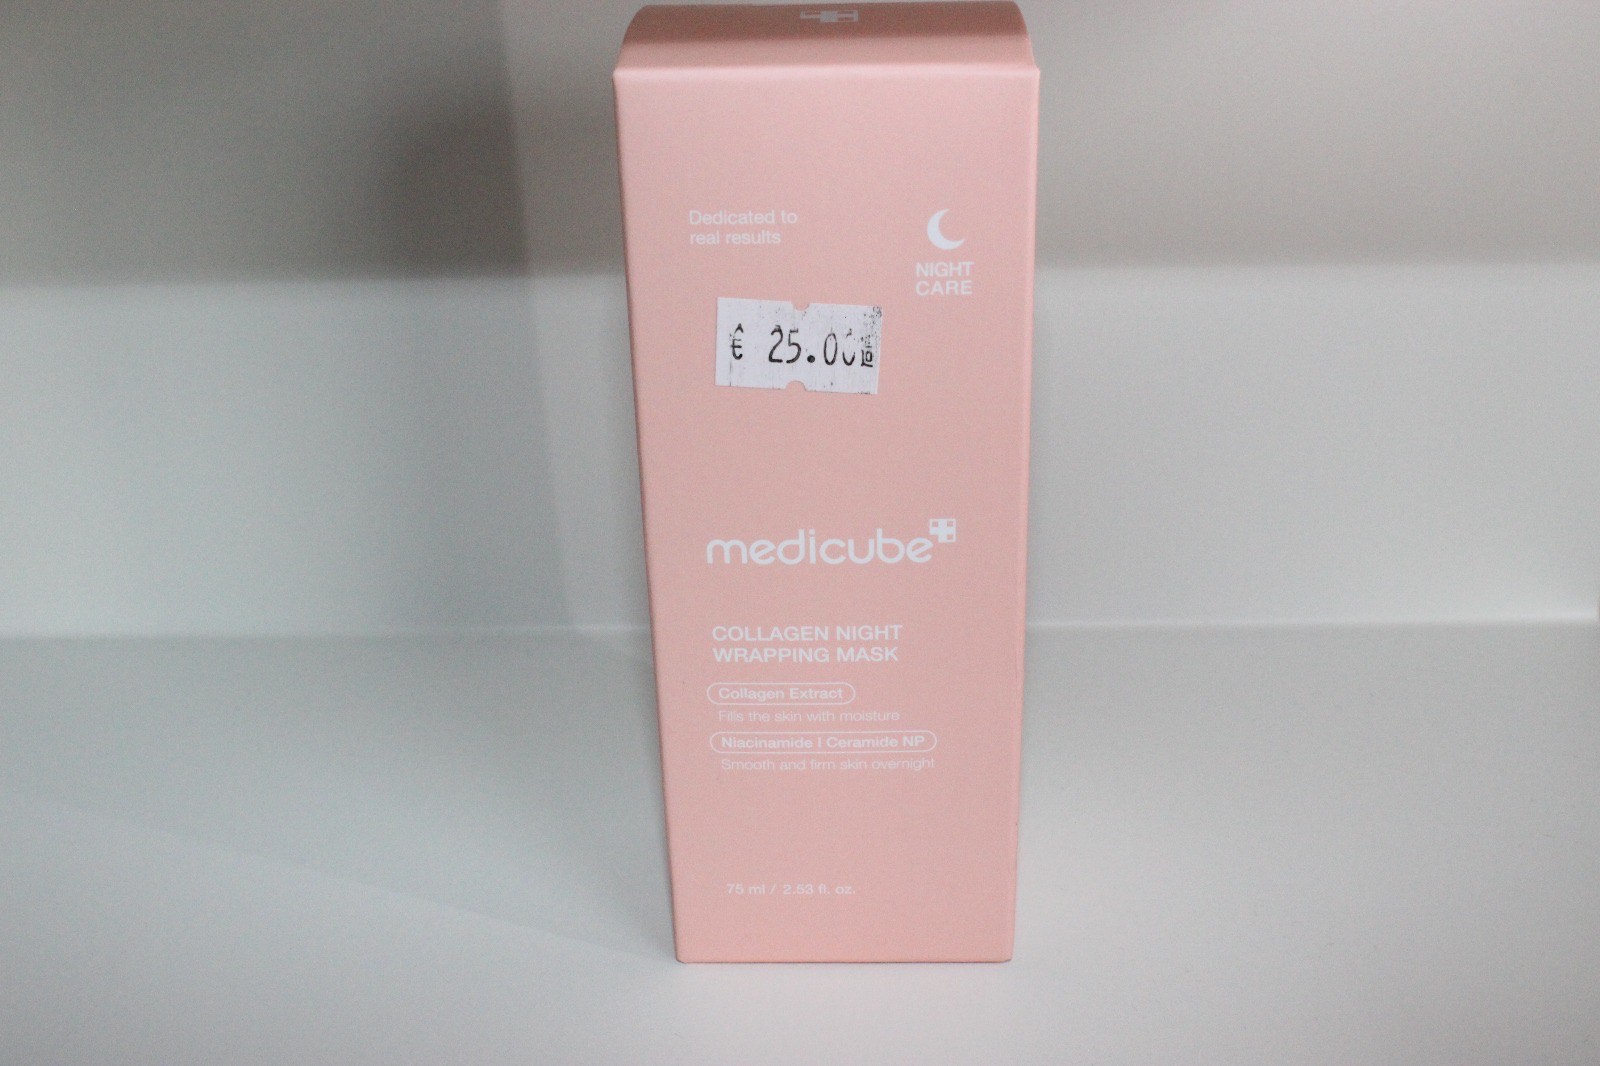 Dedicated to
real results
NIGHT
CARE
€ 25.00
medicube
COLLAGEN NIGHT
WRAPPING MASK
Collagen Extract
Fills the skin with moisture
Niacinamide | Ceramide NP
Smooth and firm skin overnight
75 ml / 2.53 fl. oz.